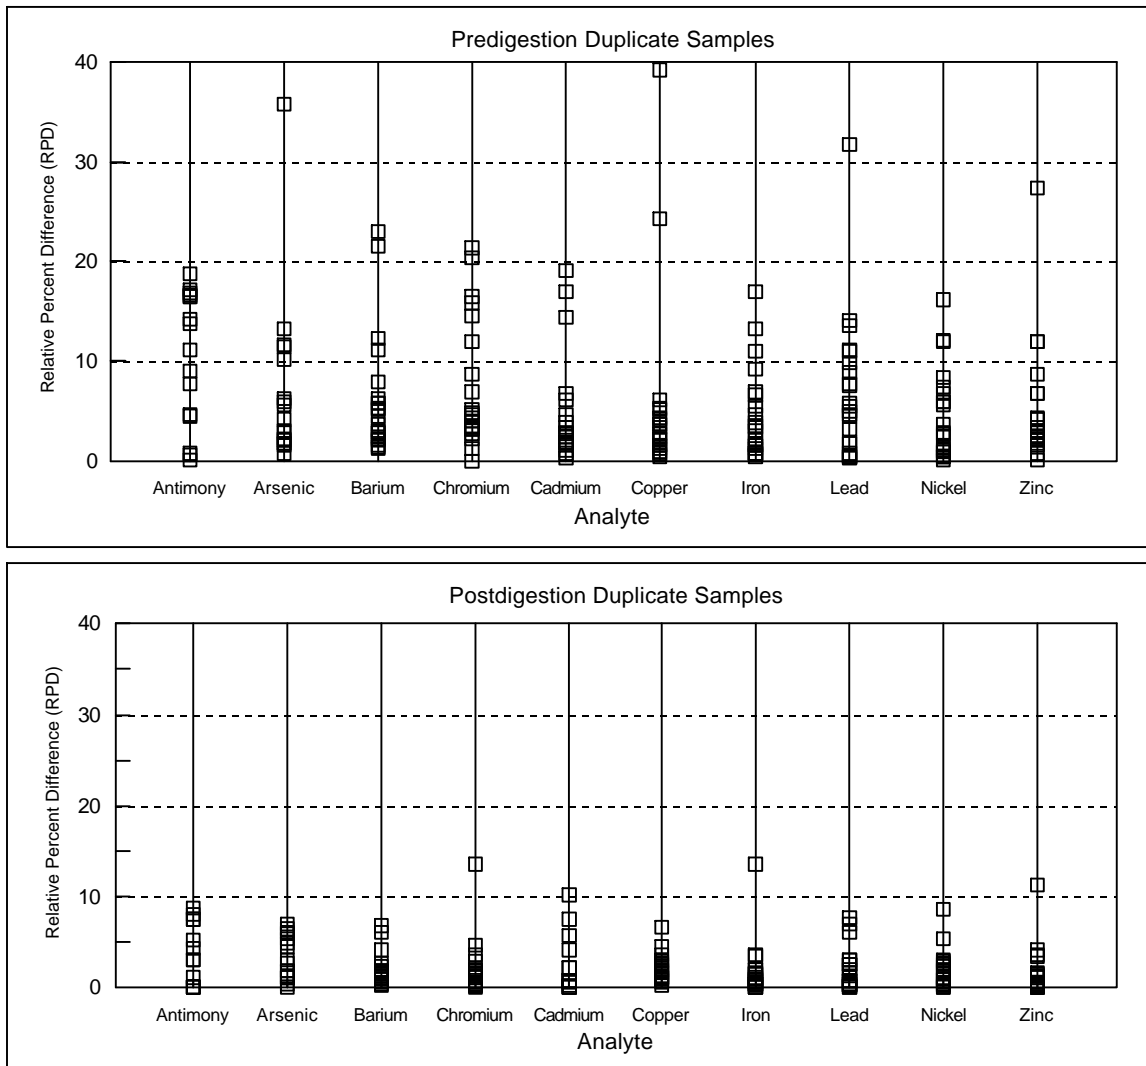 Predigestion Duplicate Samples
Relative Percent Difference (RPD)
40
30
20
10
0
Antimony Arsenic Barium Chromium Cadmium Copper Iron Lead Nickel Zinc
Analyte
Postdigestion Duplicate Samples
Relative Percent Difference (RPD)
40
30
20
10
0
Antimony Arsenic Barium Chromium Cadmium Copper Iron Lead Nickel Zinc
Analyte